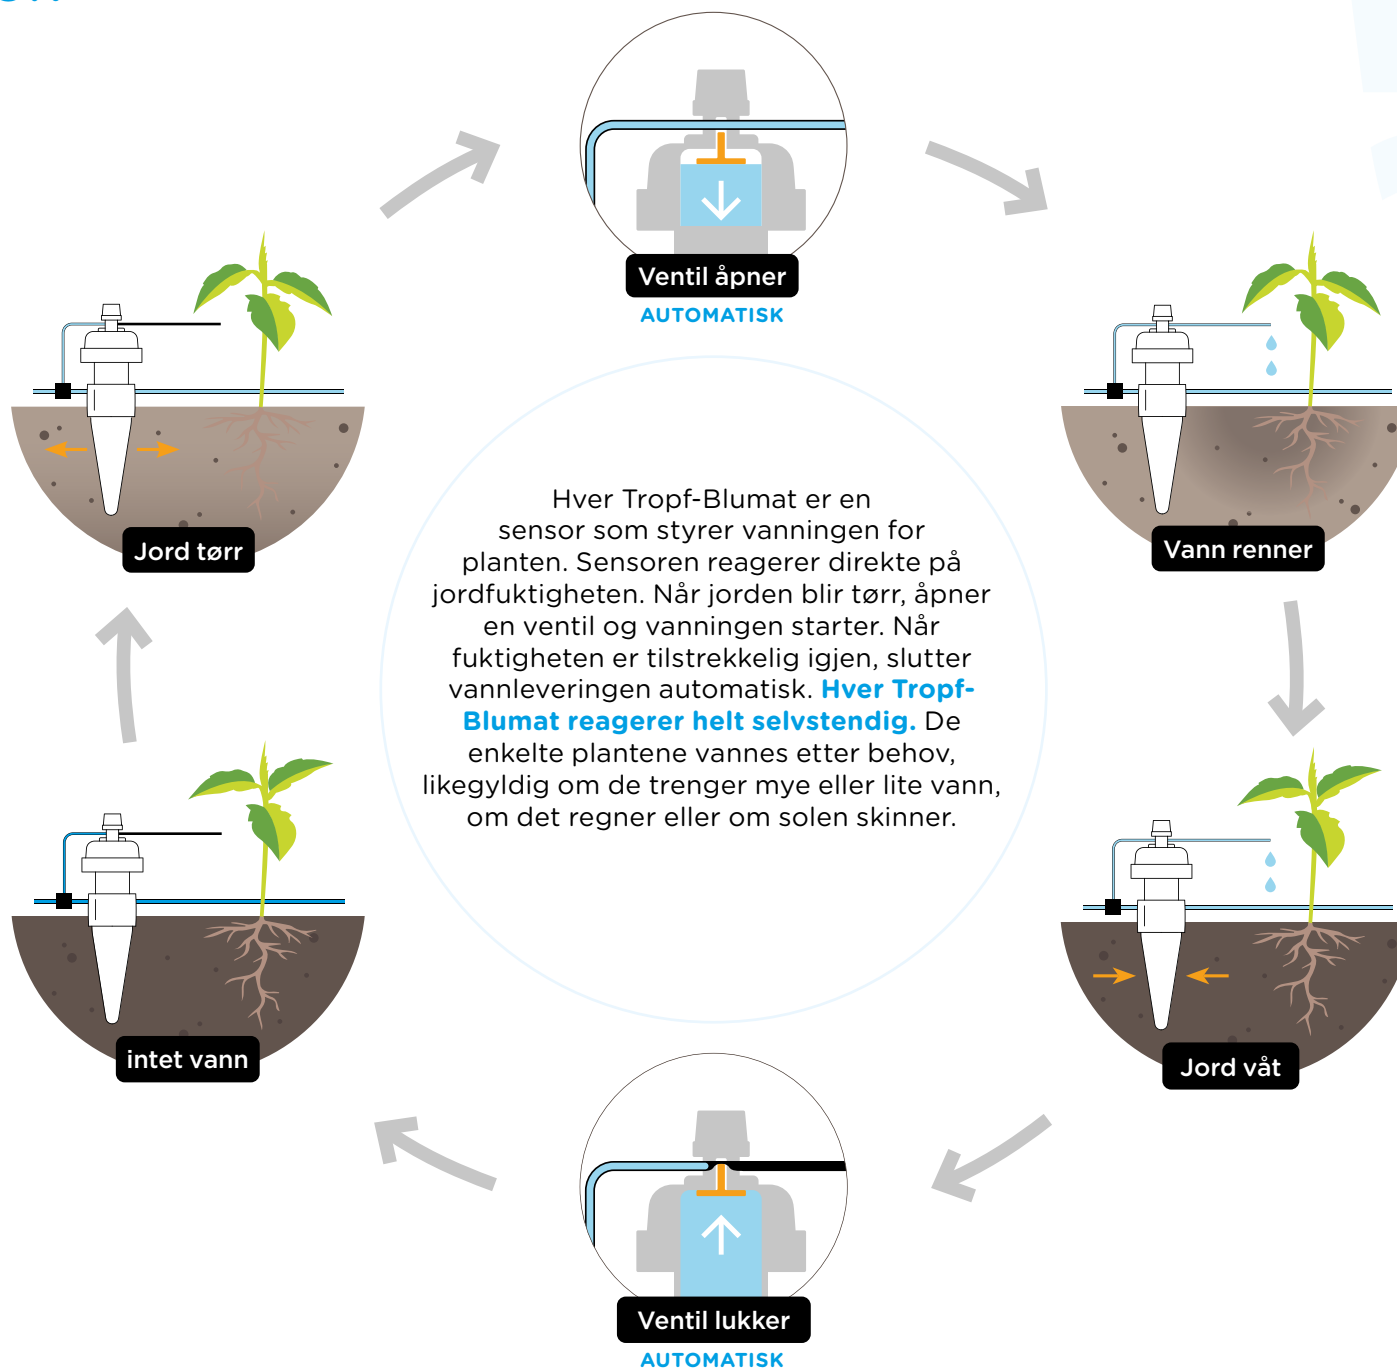 Ventil åpner
AUTOMATISK
Jord tørr
Vann renner
Hver Tropf-Blumat er en
sensor som styrer vanningen for
planten. Sensoren reagerer direkte på
jordfuktigheten. Når jorden blir tørr, åpner
en ventil og vanningen starter. Når
fuktigheten er tilstrekkelig igjen, slutter
vannleveringen automatisk. Hver Tropf-
Blumat reagerer helt selvstendig. De
enkelte plantene vannes etter behov,
likegyldig om de trenger mye eller lite vann,
om det regner eller om solen skinner.
intet vann
Jord våt
Ventil lukker
AUTOMATISK